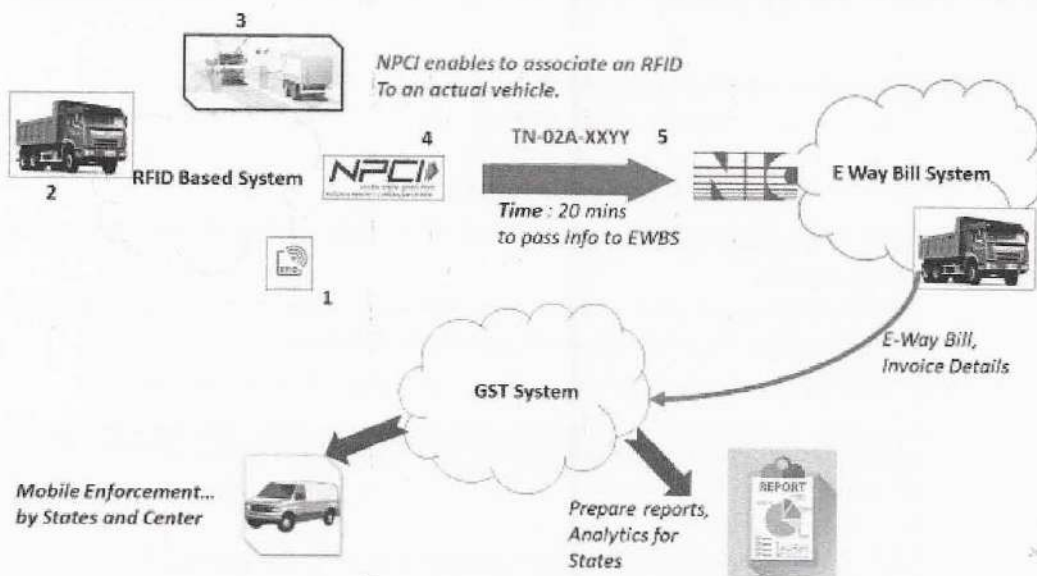 3
NPCI enables to associate an RFID
To an actual vehicle.
4
TN-02A-XXYY
5
2
RFID Based System
NPCI
E Way Bill System
Time : 20 mins
to pass info to EWBS
RFID
1
E-Way Bill,
Invoice Details
GST System
Mobile Enforcement...
by States and Center
Prepare reports,
Analytics for
States
REPORT